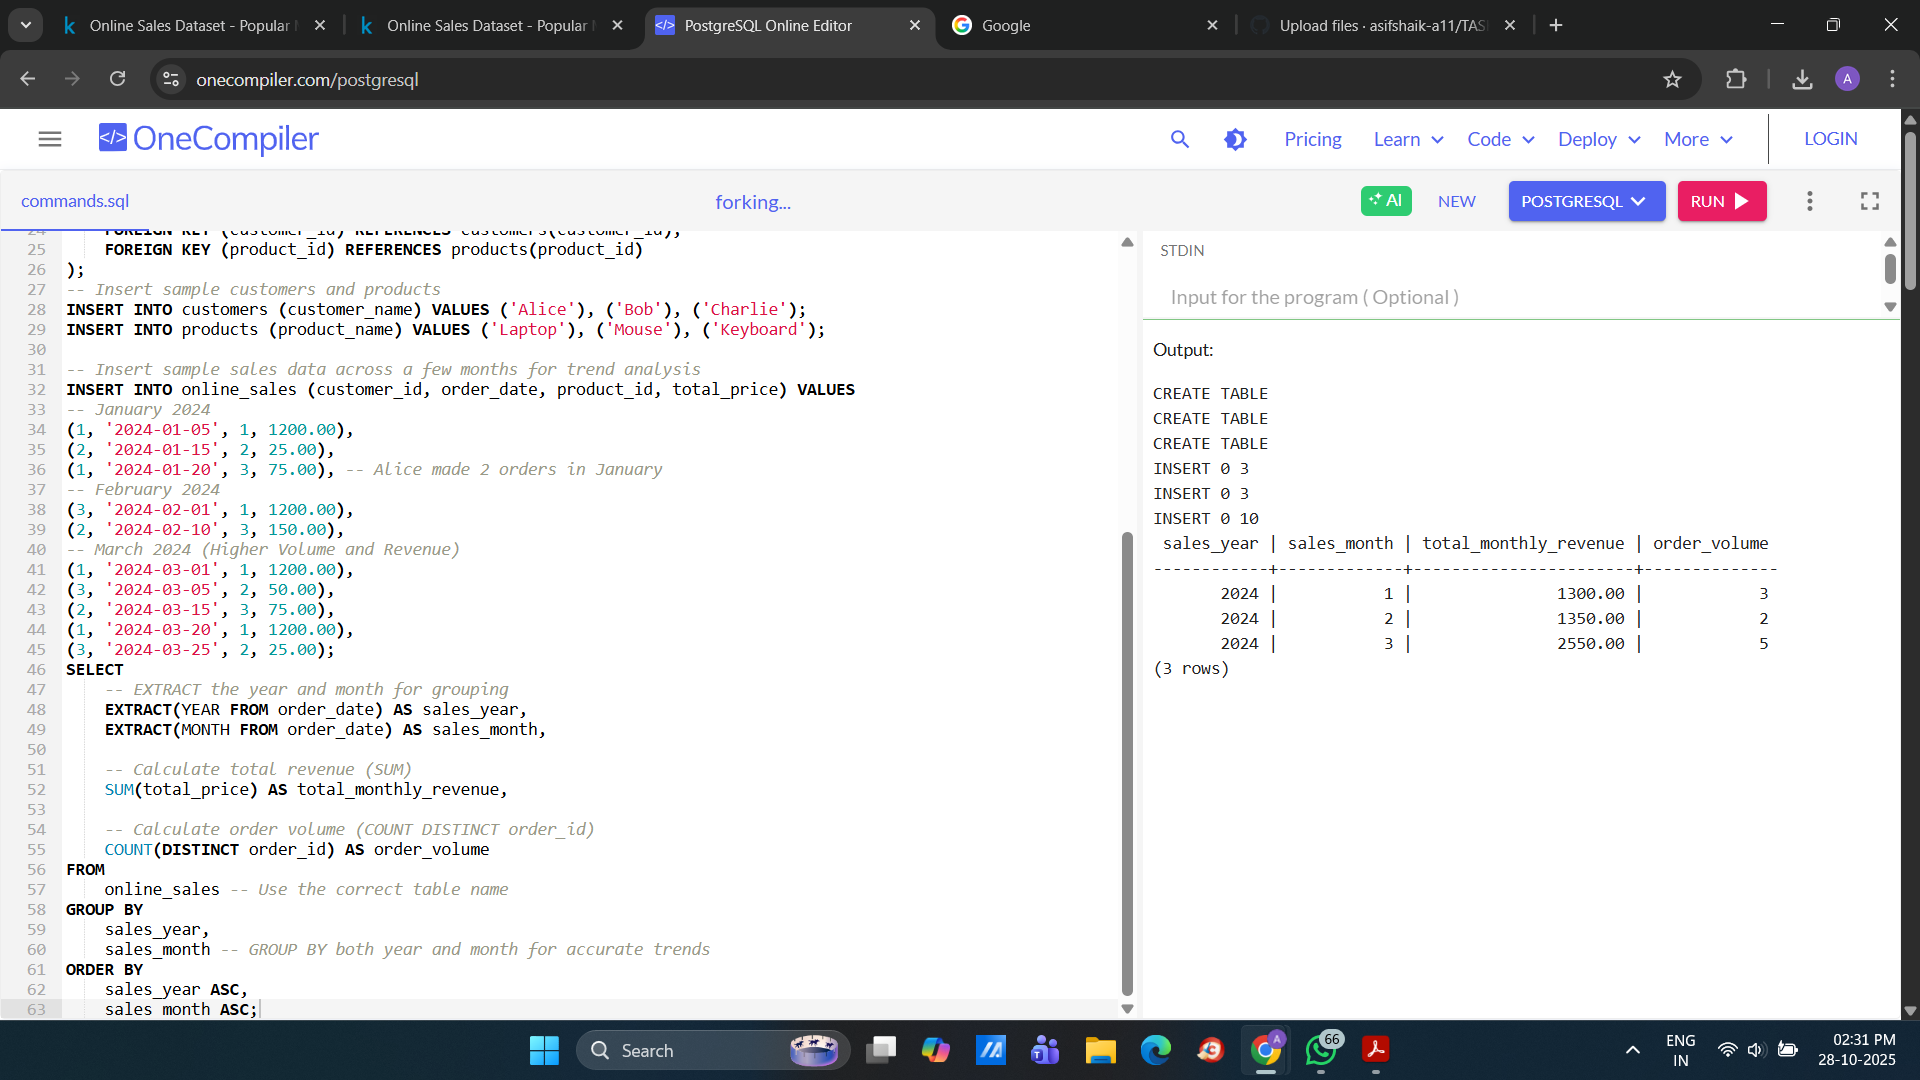 Online Sales Dataset - Popular
Online Sales Dataset - Popular
PostgreSQL Online Editor
Google
Upload files · asifshaik-a11/TAS
onecompiler.com/postgresql
A
</> OneCompiler
Pricing
Learn
Code
Deploy
More
LOGIN
commands.sql
forking...
AI
NEW
POSTGRESQL
RUN
24 FOREIGN KEY (customer_id) REFERENCES customers(customer_id),
25 FOREIGN KEY (product_id) REFERENCES products(product_id)
26 );
27 -- Insert sample customers and products
28 INSERT INTO customers (customer_name) VALUES ('Alice'), ('Bob'), ('Charlie');
29 INSERT INTO products (product_name) VALUES ('Laptop'), ('Mouse'), ('Keyboard');
30
31 -- Insert sample sales data across a few months for trend analysis
32 INSERT INTO online_sales (customer_id, order_date, product_id, total_price) VALUES
33 -- January 2024
34 (1, '2024-01-05', 1, 1200.00),
35 (2, '2024-01-15', 2, 25.00),
36 (1, '2024-01-20', 3, 75.00), -- Alice made 2 orders in January
37 -- February 2024
38 (3, '2024-02-01', 1, 1200.00),
39 (2, '2024-02-10', 3, 150.00),
40 -- March 2024 (Higher Volume and Revenue)
41 (1, '2024-03-01', 1, 1200.00),
42 (3, '2024-03-05', 2, 50.00),
43 (2, '2024-03-15', 3, 75.00),
44 (1, '2024-03-20', 1, 1200.00),
45 (3, '2024-03-25', 2, 25.00);
46 SELECT
47 -- EXTRACT the year and month for grouping
48 EXTRACT(YEAR FROM order_date) AS sales_year,
49 EXTRACT(MONTH FROM order_date) AS sales_month,
50
51 -- Calculate total revenue (SUM)
52 SUM(total_price) AS total_monthly_revenue,
53
54 -- Calculate order volume (COUNT DISTINCT order_id)
55 COUNT(DISTINCT order_id) AS order_volume
56 FROM
57 online_sales -- Use the correct table name
58 GROUP BY
59 sales_year,
60 sales_month -- GROUP BY both year and month for accurate trends
61 ORDER BY
62 sales_year ASC,
63 sales_month ASC;
STDIN
Input for the program ( Optional )
Output:
CREATE TABLE
CREATE TABLE
CREATE TABLE
INSERT 0 3
INSERT 0 3
INSERT 0 10
sales_year | sales_month | total_monthly_revenue | order_volume
------------+-------------+-----------------------+--------------
2024 | 1 | 1300.00 | 3
2024 | 2 | 1350.00 | 2
2024 | 3 | 2550.00 | 5
(3 rows)
Search
A
66
ENG
IN
02:31 PM
28-10-2025